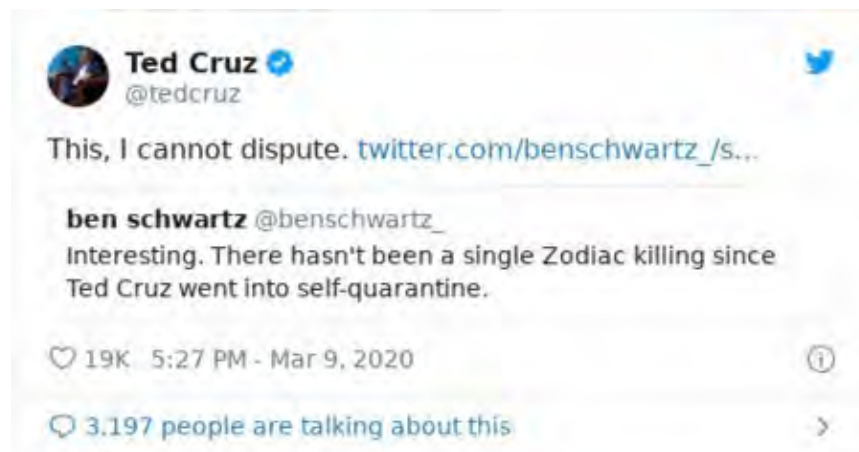 Ted Cruz
@tedcruz
This, I cannot dispute. twitter.com/benschwartz_/s...
ben schwartz @benschwartz_
Interesting. There hasn't been a single Zodiac killing since
Ted Cruz went into self-quarantine.
19K 5:27 PM - Mar 9, 2020
3,197 people are talking about this